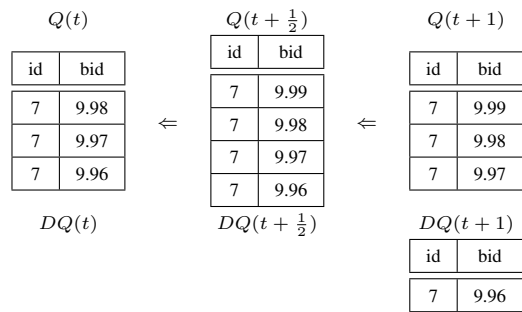 Q(t) Q(t + 1/2) Q(t + 1)
id bid id bid id bid
7 9.98 7 9.99 7 9.99
7 9.97 ⇐ 7 9.98 ⇐ 7 9.98
7 9.96 7 9.97 7 9.97
7 9.96
DQ(t) DQ(t + 1/2) DQ(t + 1)
id bid
7 9.96